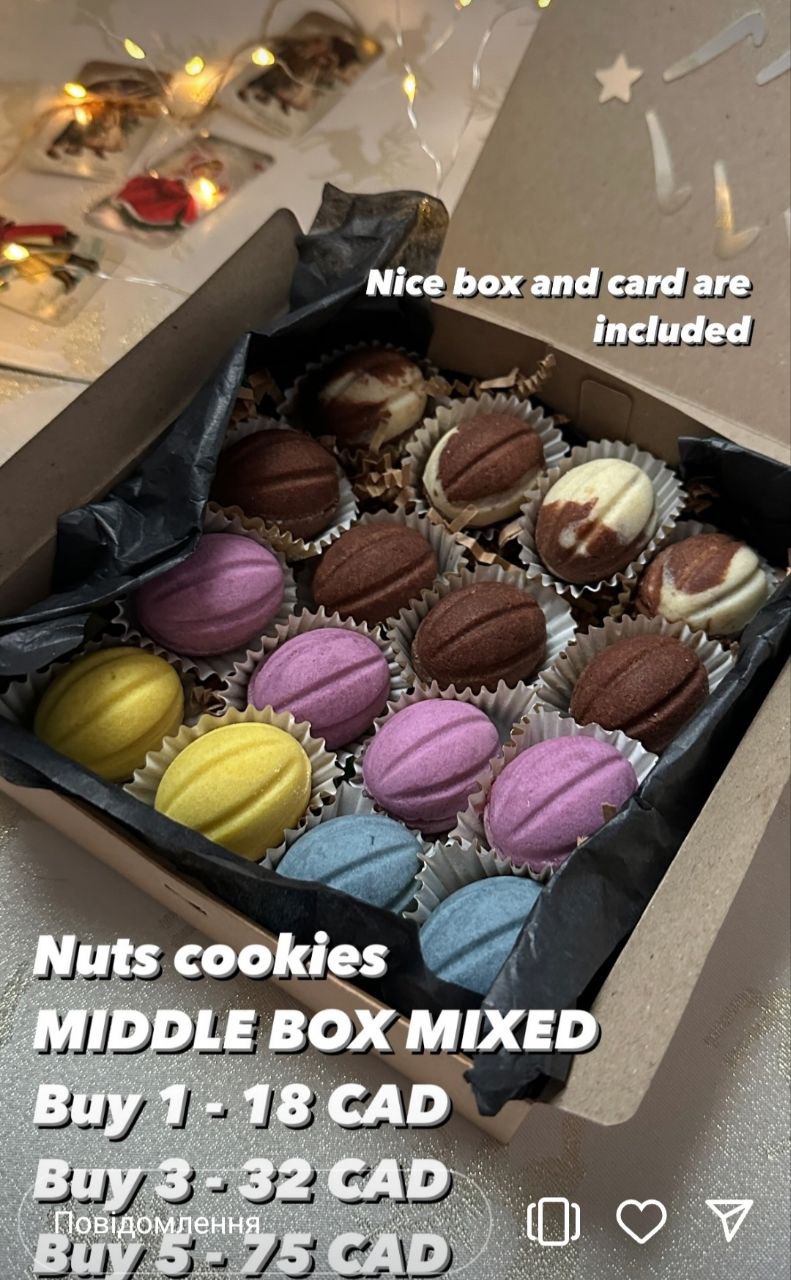 Nice box and card are
included
Nuts cookies
MIDDLE BOX MIXED
Buy 1 - 18 CAD
Buy 3 - 32 CAD
Повідомлення
Buy 5 - 75 CAD